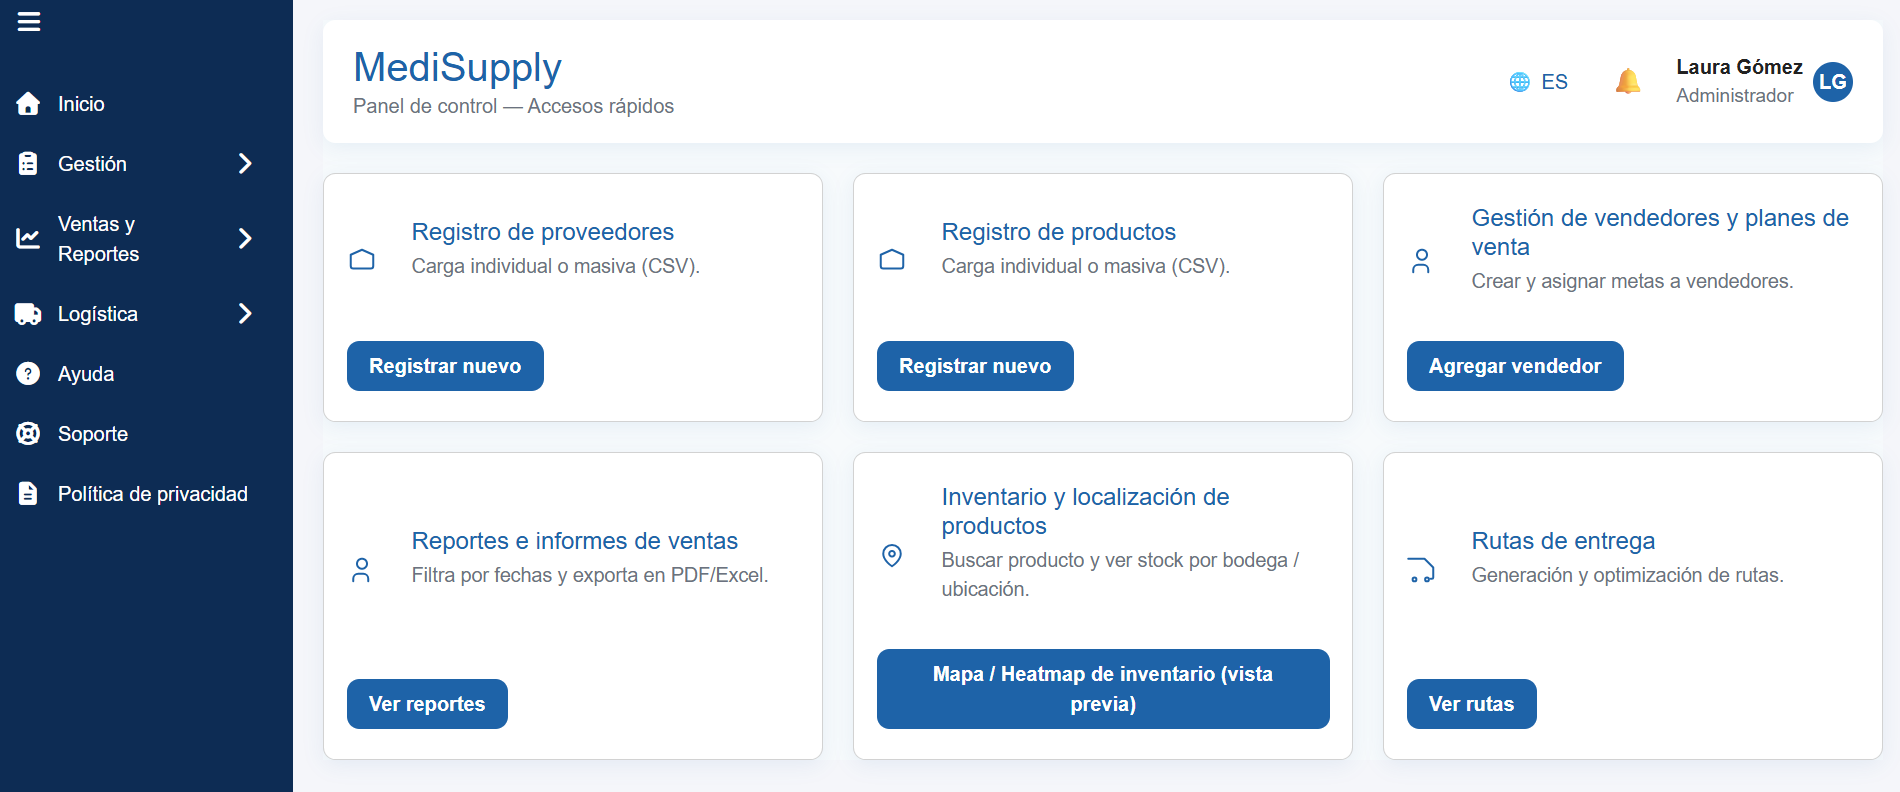 Inicio
Gestión
Ventas y
Reportes
Logística
Ayuda
Soporte
Política de privacidad
MediSupply
Panel de control — Accesos rápidos
ES
Laura Gómez
Administrador
LG
Registro de proveedores
Carga individual o masiva (CSV).
Registrar nuevo
Registro de productos
Carga individual o masiva (CSV).
Registrar nuevo
Gestión de vendedores y planes de
venta
Crear y asignar metas a vendedores.
Agregar vendedor
Reportes e informes de ventas
Filtra por fechas y exporta en PDF/Excel.
Ver reportes
Inventario y localización de
productos
Buscar producto y ver stock por bodega /
ubicación.
Mapa / Heatmap de inventario (vista
previa)
Rutas de entrega
Generación y optimización de rutas.
Ver rutas